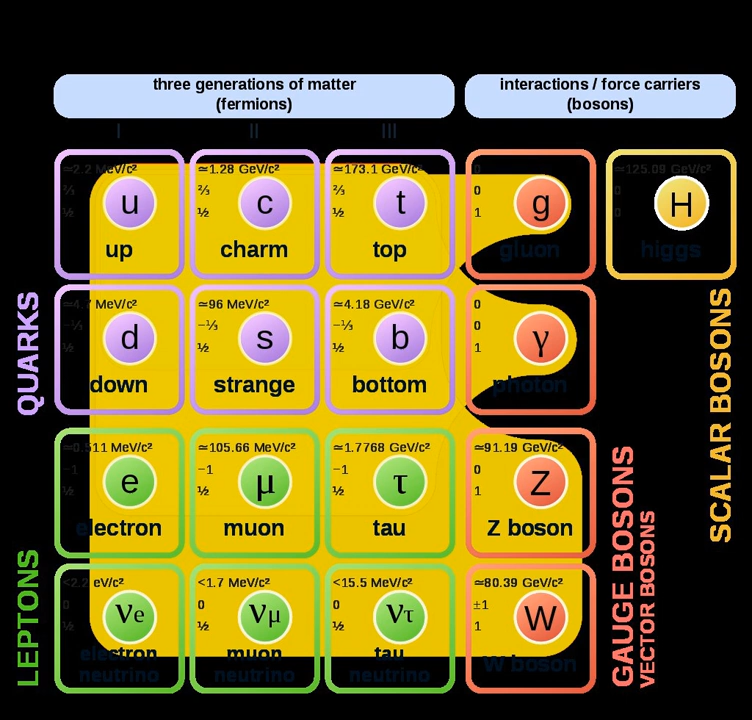 three generations of matter
(fermions)
interactions / force carriers
(bosons)
I II III
≃2.2 MeV/c²
⅔
½
u
up
≃1.28 GeV/c²
⅔
½
c
charm
≃173.1 GeV/c²
⅔
½
t
top
0
0
1
g
gluon
≃125.09 GeV/c²
0
0
H
higgs
≃4.7 MeV/c²
−⅓
½
d
down
≃96 MeV/c²
−⅓
½
s
strange
≃4.18 GeV/c²
−⅓
½
b
bottom
0
0
1
γ
photon
≃0.511 MeV/c²
−1
½
e
electron
≃105.66 MeV/c²
−1
½
μ
muon
≃1.7768 GeV/c²
−1
½
τ
tau
≃91.19 GeV/c²
0
1
Z
Z boson
<2.2 eV/c²
0
½
νe
electron
neutrino
<1.7 MeV/c²
0
½
νμ
muon
neutrino
<15.5 MeV/c²
0
½
ντ
tau
neutrino
≃80.39 GeV/c²
±1
1
W
W boson
QUARKS
LEPTONS
GAUGE BOSONS
VECTOR BOSONS
SCALAR BOSONS